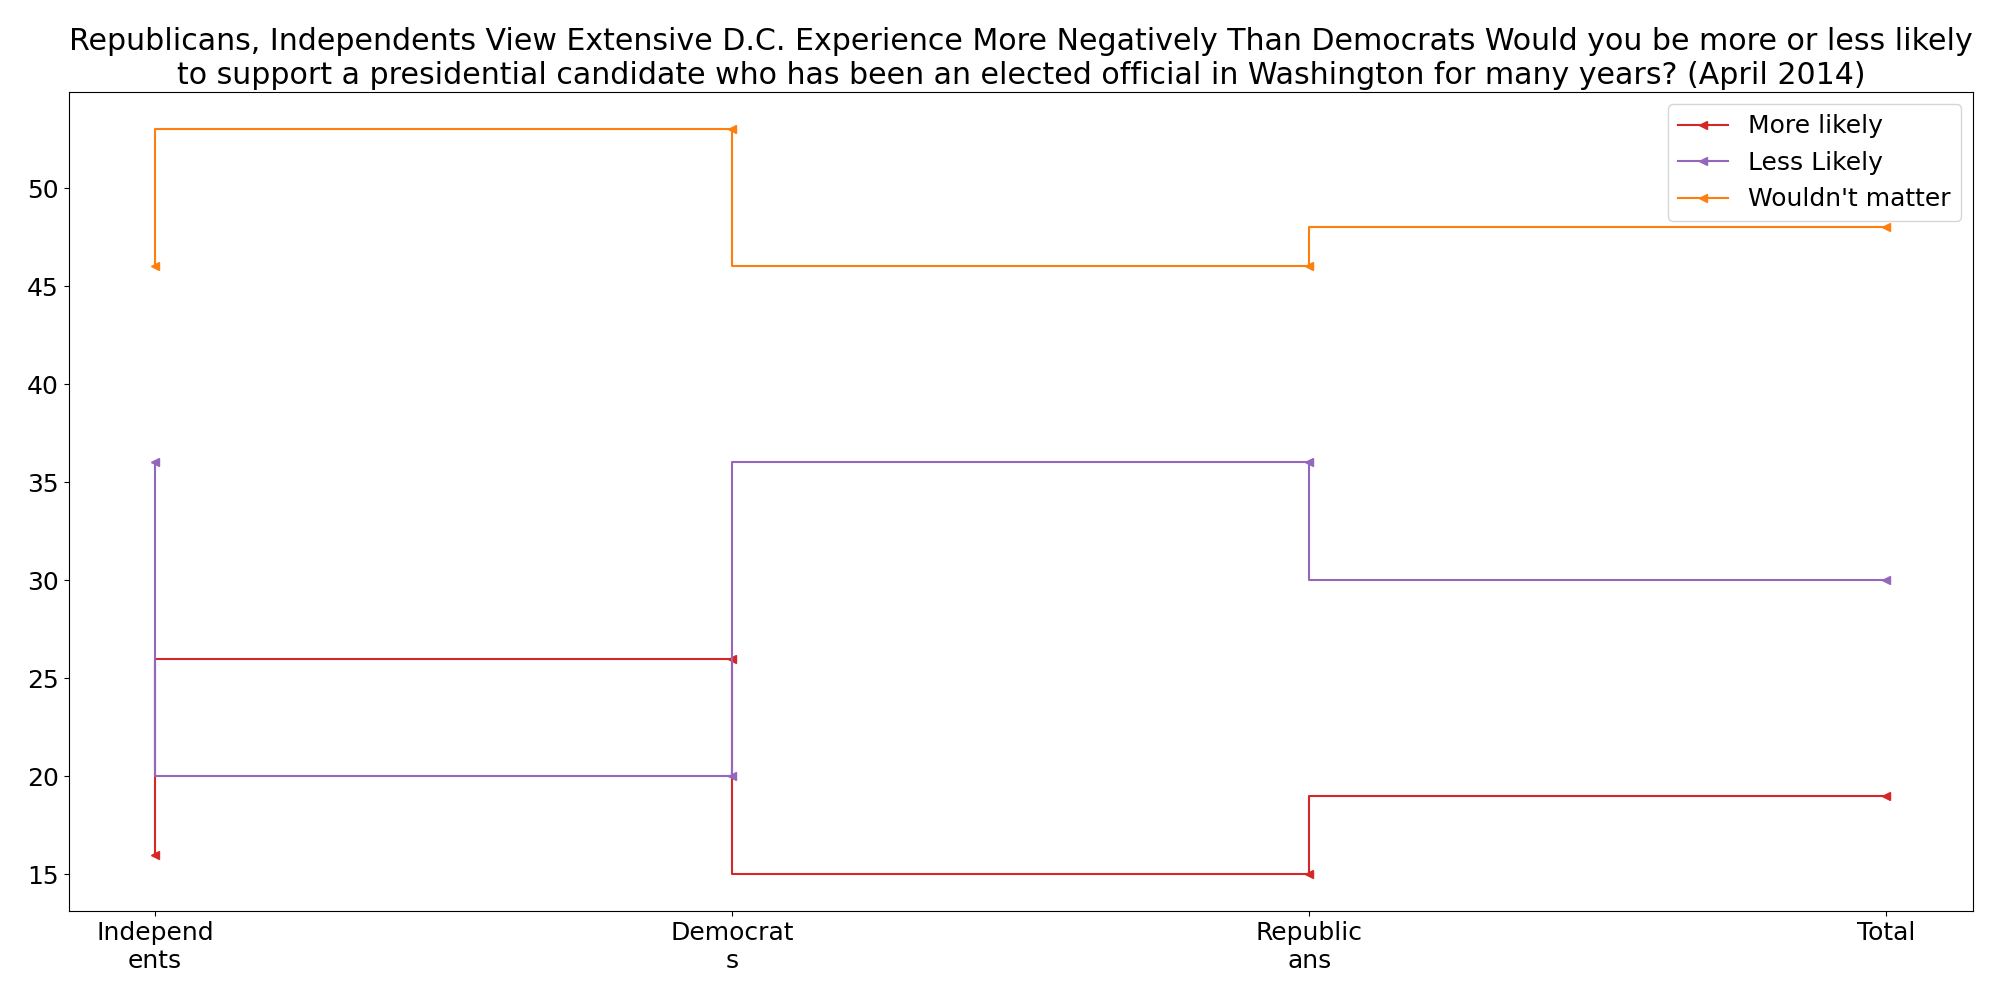 Republicans, Independents View Extensive D.C. Experience More Negatively Than Democrats Would you be more or less likely
to support a presidential candidate who has been an elected official in Washington for many years? (April 2014)
More likely
Less Likely
Wouldn't matter
50
45
40
35
30
25
20
15
Independ
ents
Democrat
s
Republic
ans
Total